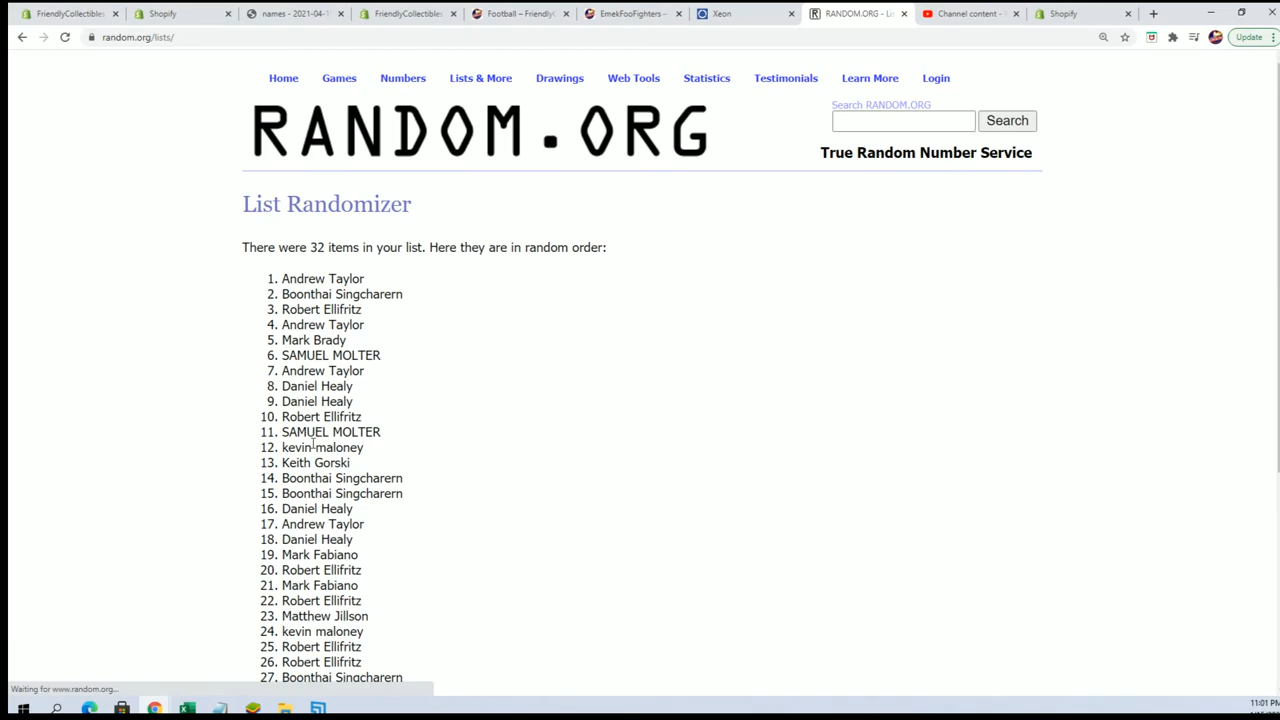 FriendlyCollectibles
Shopify
names - 2021-04-1
FriendlyCollectibles
Football – Friendly
EmekFooFighters –
Xeon
RANDOM.ORG - Li
Channel content -
Shopify
random.org/lists/
Update
Home Games Numbers Lists & More Drawings Web Tools Statistics Testimonials Learn More Login
RANDOM.ORG
Search RANDOM.ORG
Search
True Random Number Service
List Randomizer
There were 32 items in your list. Here they are in random order:
1. Andrew Taylor
2. Boonthai Singcharern
3. Robert Ellifritz
4. Andrew Taylor
5. Mark Brady
6. SAMUEL MOLTER
7. Andrew Taylor
8. Daniel Healy
9. Daniel Healy
10. Robert Ellifritz
11. SAMUEL MOLTER
12. kevin maloney
13. Keith Gorski
14. Boonthai Singcharern
15. Boonthai Singcharern
16. Daniel Healy
17. Andrew Taylor
18. Daniel Healy
19. Mark Fabiano
20. Robert Ellifritz
21. Mark Fabiano
22. Robert Ellifritz
23. Matthew Jillson
24. kevin maloney
25. Robert Ellifritz
26. Robert Ellifritz
27. Boonthai Singcharern
Waiting for www.random.org...
11:01 PM